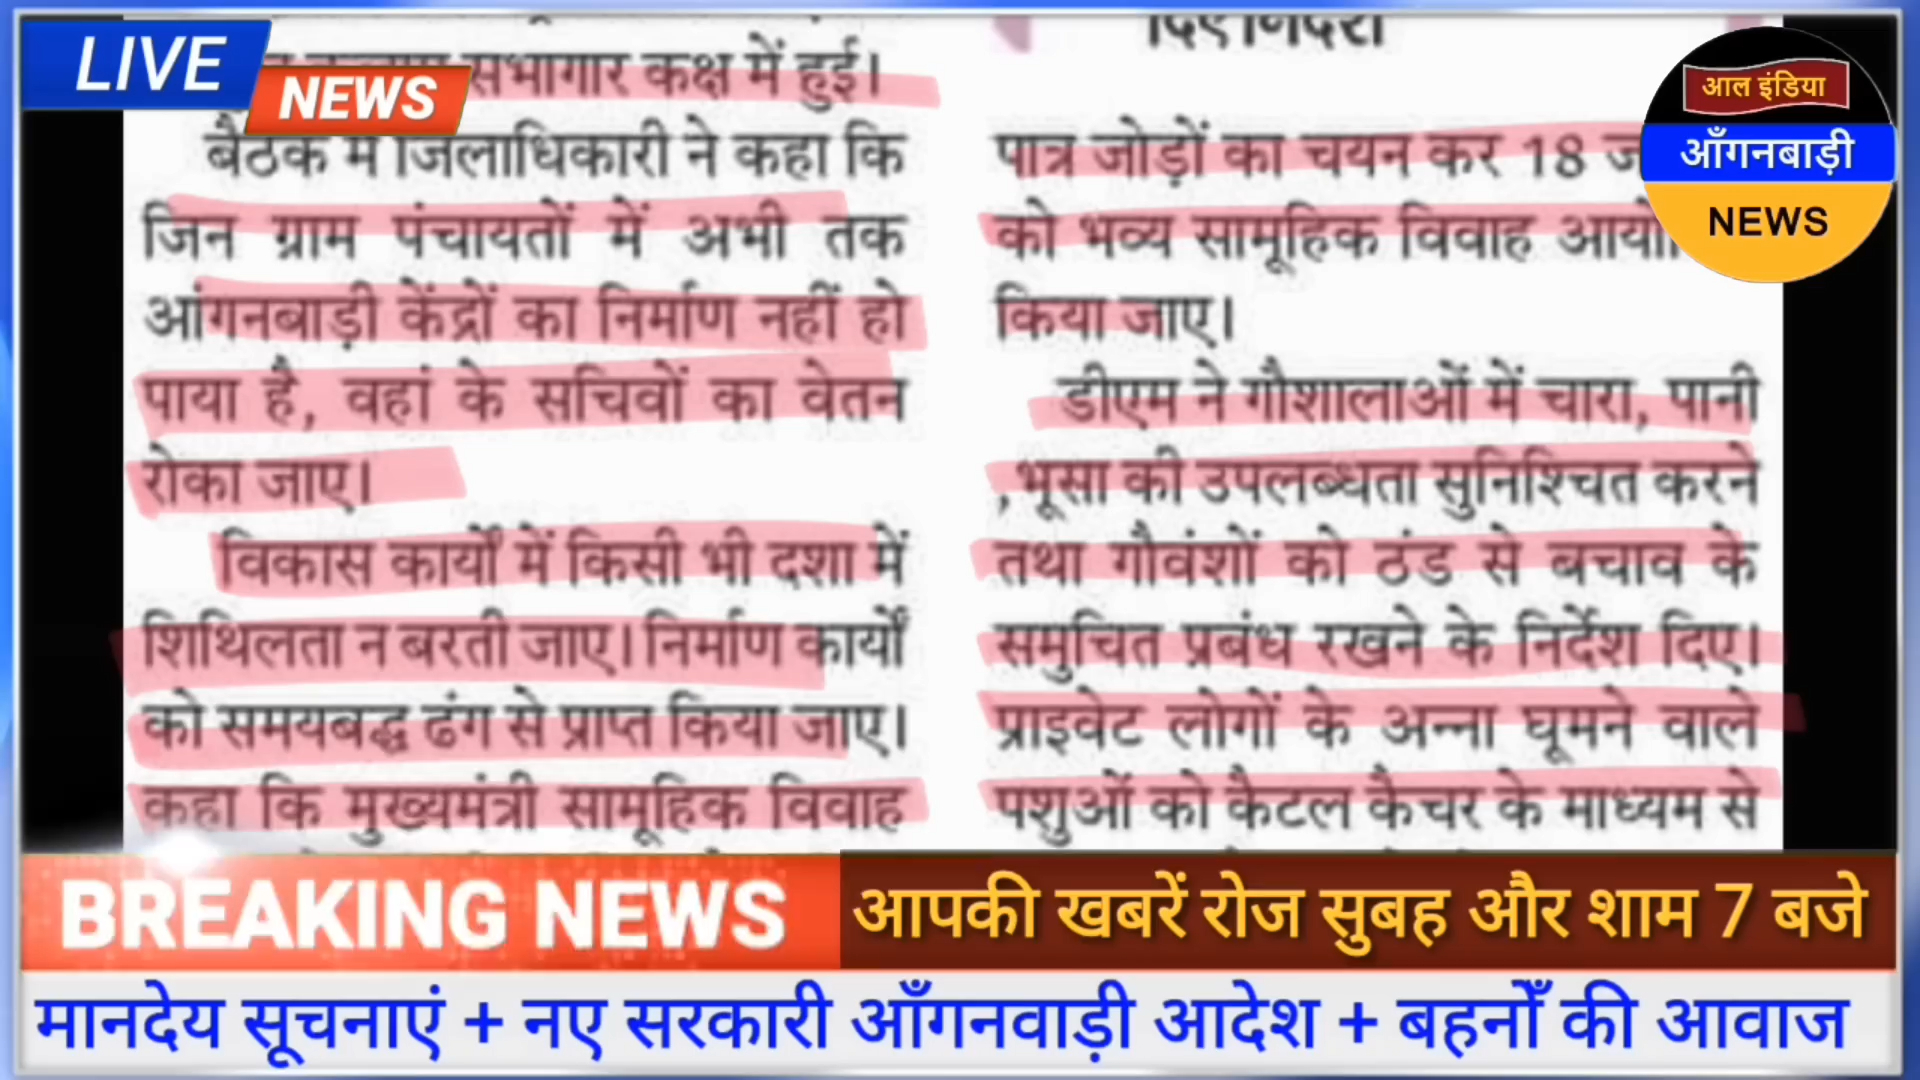 LIVE
NEWS
सभागार कक्ष में हुई।
बैठक में जिलाधिकारी ने कहा कि
जिन ग्राम पंचायतों में अभी तक
आंगनबाड़ी केंद्रों का निर्माण नहीं हो
पाया है, वहां के सचिवों का वेतन
रोका जाए।
विकास कार्यों में किसी भी दशा में
शिथिलता न बरती जाए। निर्माण कार्यों
को समयबद्ध ढंग से प्राप्त किया जाए।
कहा कि मुख्यमंत्री सामूहिक विवाह
पात्र जोड़ों का चयन कर 18
को भव्य सामूहिक विवाह
किया जाए।
डीएम ने गौशालाओं में चारा, पानी
,भूसा की उपलब्धता सुनिश्चित करने
तथा गौवंशों को ठंड से बचाव के
समुचित प्रबंध रखने के निर्देश दिए।
प्राइवेट लोगों के अन्ना घूमने वाले
पशुओं को कैटल कैचर के माध्यम से
आल इंडिया
आँगनबाड़ी
NEWS
BREAKING NEWS
आपकी खबरें रोज सुबह और शाम 7 बजे
मानदेय सूचनाएं + नए सरकारी आँगनवाड़ी आदेश + बहनोँ की आवाज